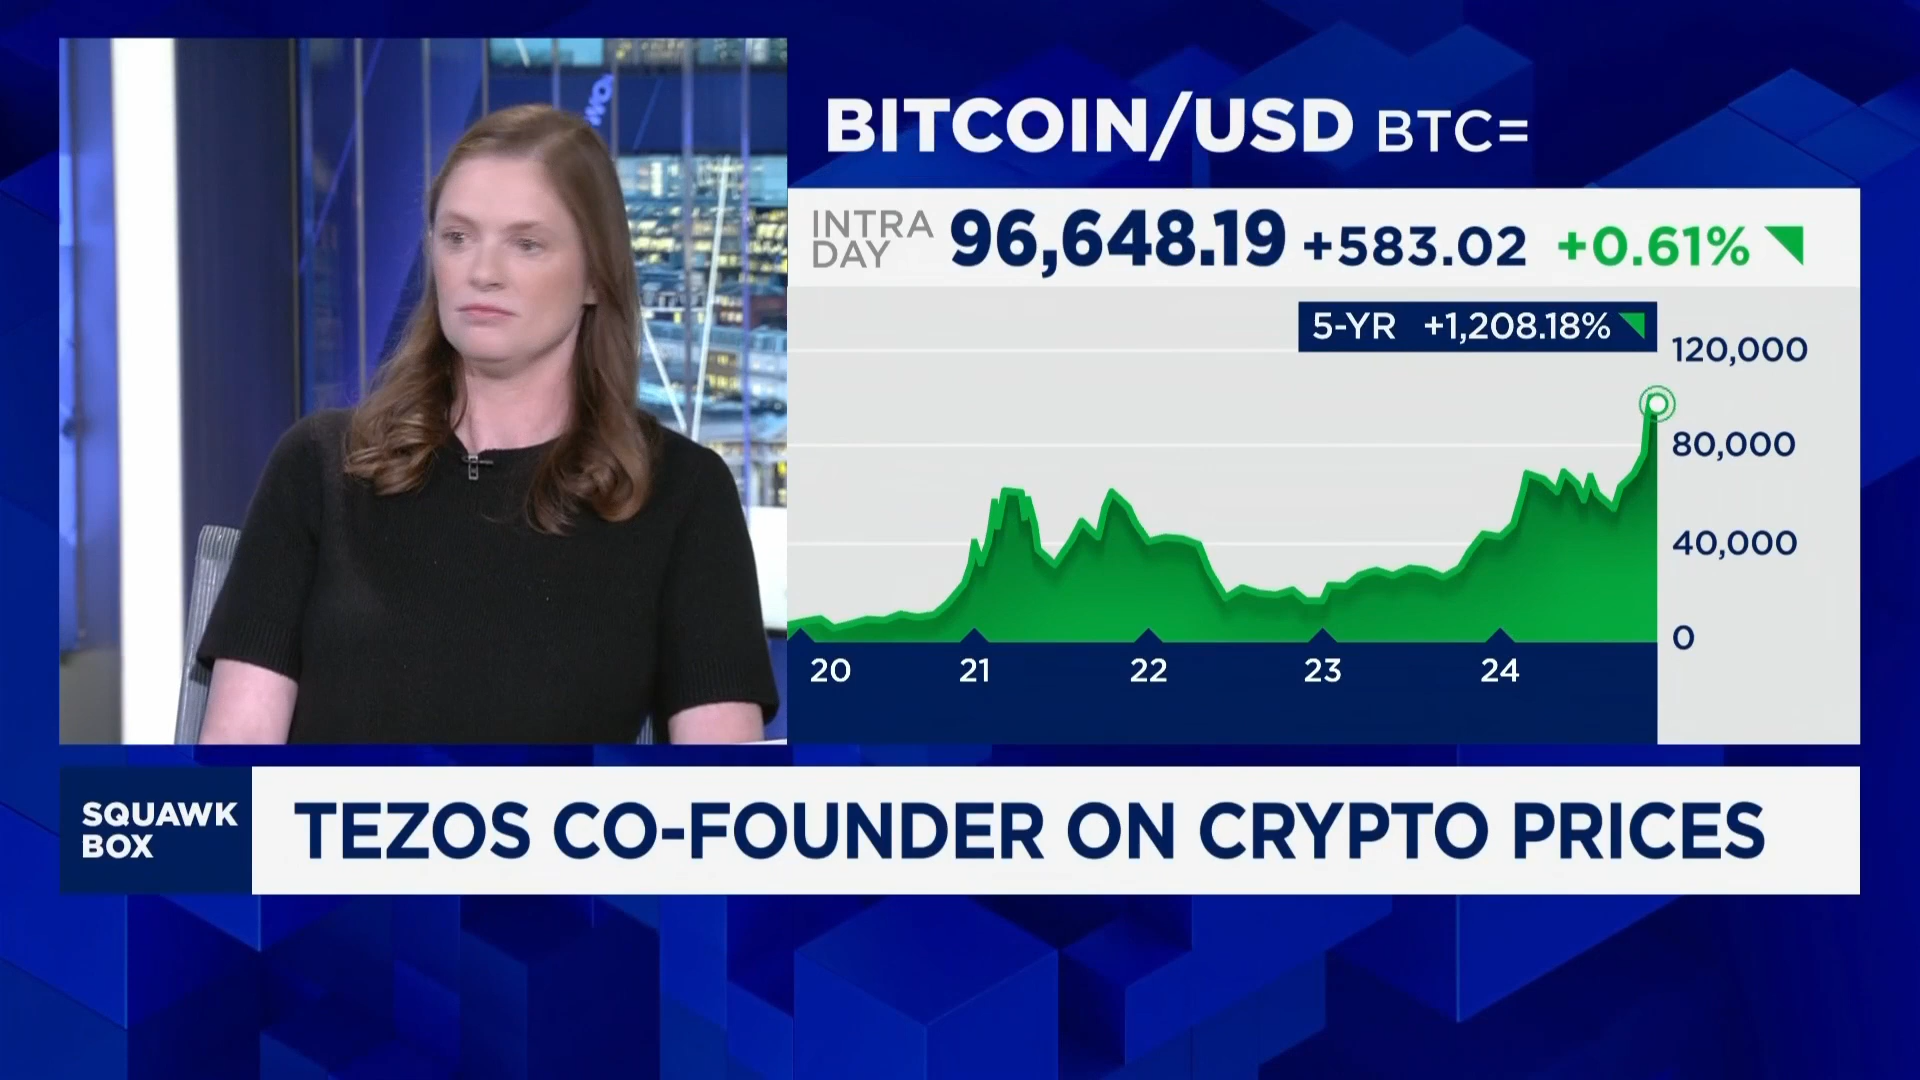 BITCOIN/USD BTC=
INTRA
DAY
96,648.19 +583.02 +0.61%
5-YR +1,208.18%
120,000
80,000
40,000
0
20 21 22 23 24
SQUAWK
BOX
TEZOS CO-FOUNDER ON CRYPTO PRICES